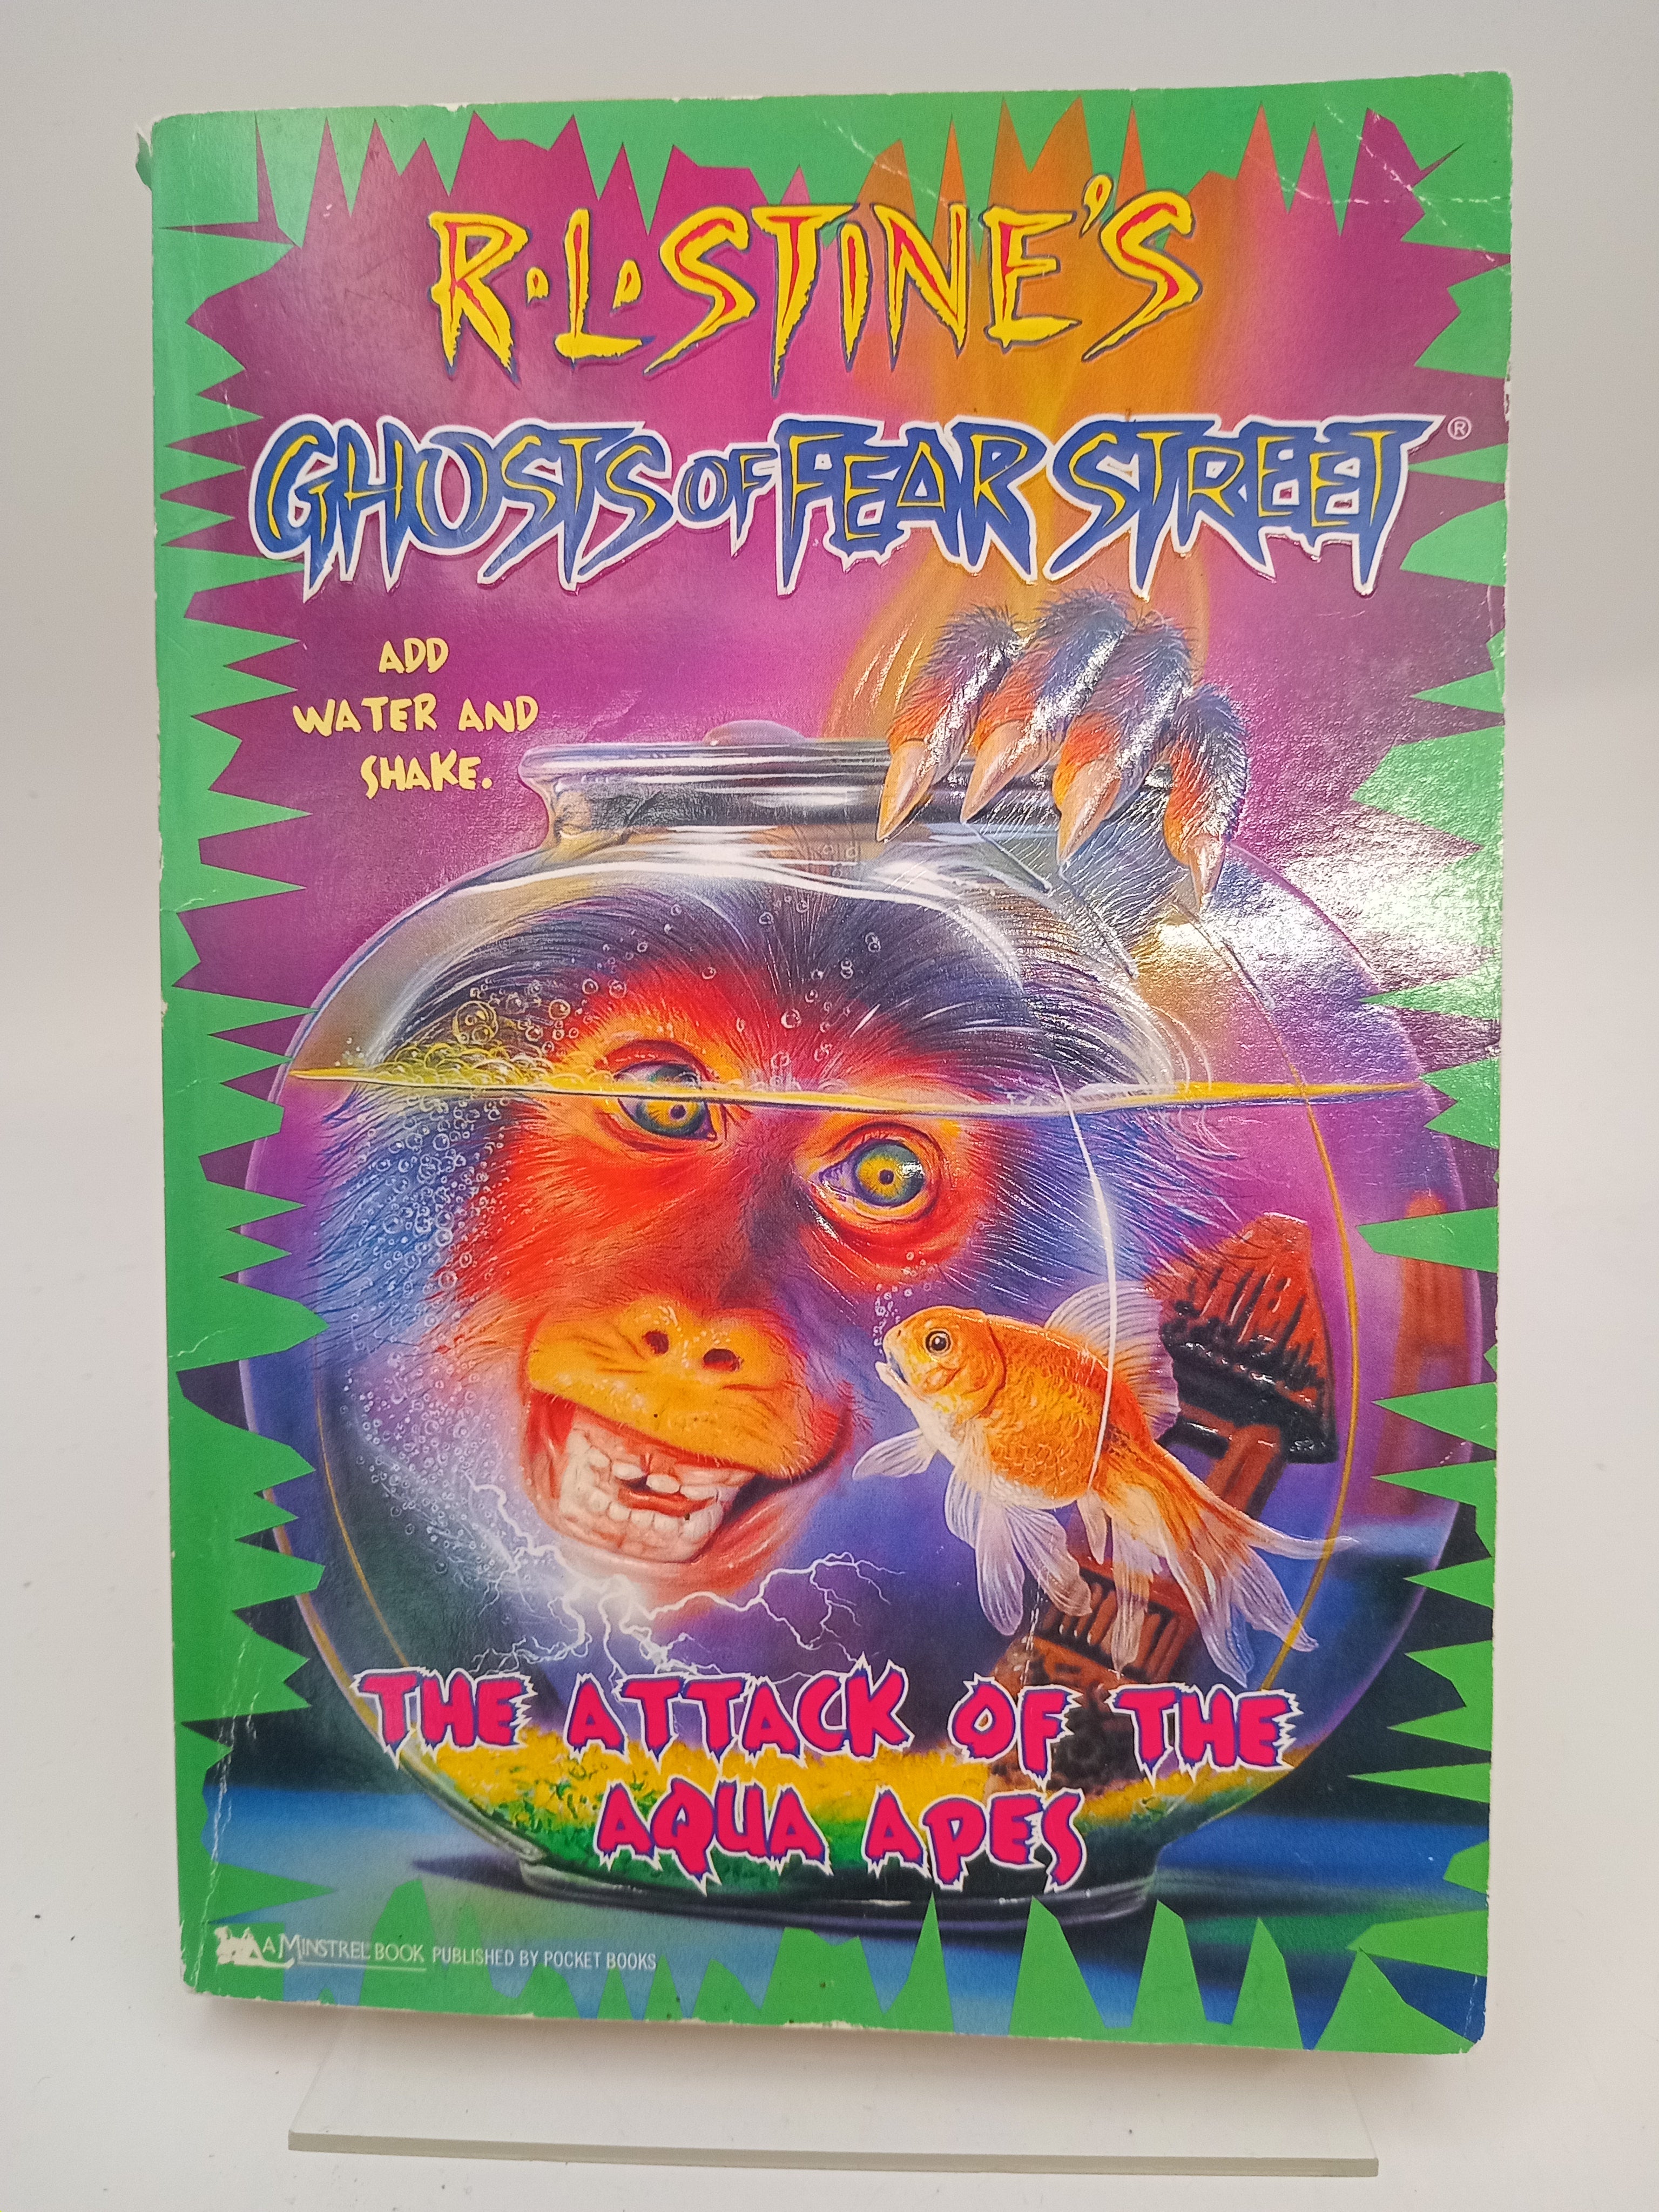 R.L. STINE'S
GHOSTS OF FEAR STREET®
ADD
WATER AND
SHAKE.
THE ATTACK OF THE
AQUA APES
A MINSTREL® BOOK PUBLISHED BY POCKET BOOKS